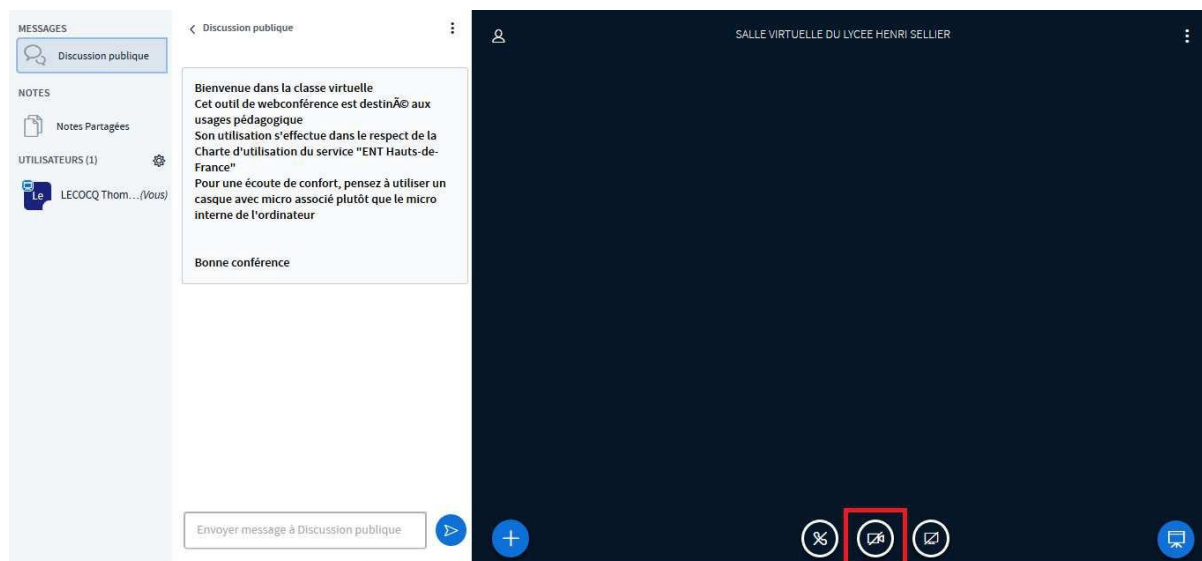 MESSAGES
Discussion publique
NOTES
Notes Partagées
UTILISATEURS (1)
Le
LECOCQ Thom...(Vous)
Discussion publique
Bienvenue dans la classe virtuelle
Cet outil de webconférence est destinÃ© aux
usages pédagogique
Son utilisation s'effectue dans le respect de la
Charte d'utilisation du service "ENT Hauts-de-
France"
Pour une écoute de confort, pensez à utiliser un
casque avec micro associé plutôt que le micro
interne de l'ordinateur
Bonne conférence
Envoyer message à Discussion publique
SALLE VIRTUELLE DU LYCEE HENRI SELLIER